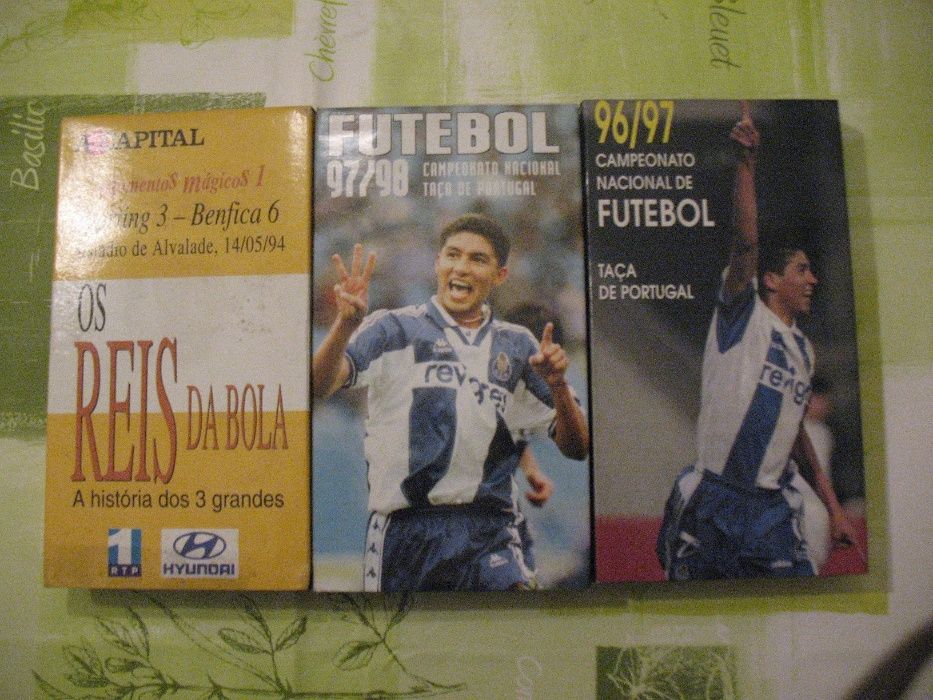 Basilic
Cherref
Bleuet
A CAPITAL
momentos mágicos 1
Sporting 3 – Benfica 6
Estádio de Alvalade, 14/05/94
OS
REIS DA BOLA
A história dos 3 grandes
1
RTP
HYUNDAI
FUTEBOL
97/98
CAMPEONATO NACIONAL
TAÇA DE PORTUGAL
revigrés
96/97
CAMPEONATO
NACIONAL DE
FUTEBOL
TAÇA
DE PORTUGAL